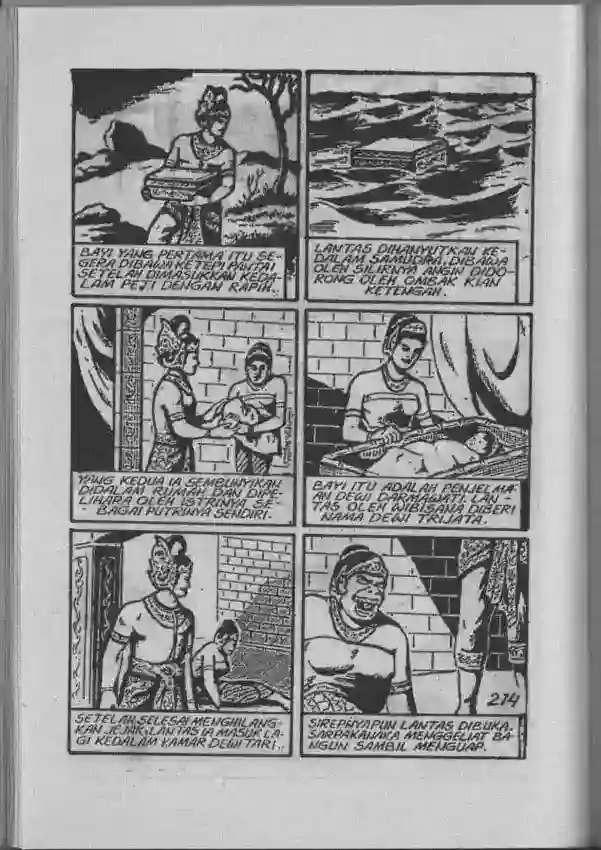 BAYI YANG PERTAMA ITU SE-
GERA DIBAWA KETEPI PANTAI
SETELAH DIMASUKKAN KEDA-
LAM PETI DENGAN RAPIH.
LANTAS DIHANYUTKAN KE-
DALAM SAMUDRA, DIBAWA
OLEH SILIRNYA ANGIN DIDO-
RONG OLEH OMBAK KIAN
KETENGAH.
YANG KEDUA IA SEMBUNYIKAN
DIDALAM RUMAH DAN DIPE-
LIHARA OLEH ISTRINYA SE-
BAGAI PUTRINYA SENDIRI.
BAYI ITU ADALAH PENJELMA-
AN DEWI DARMAWATI. LAN-
TAS OLEH WIBISANA DIBERI
NAMA DEWI TRIJATA.
SETELAH SELESAI MENGHILANG-
KAN JEJAK, LANTAS IA MASUK LA-
GI KEDALAM KAMAR DEWI TARI..
214
SIREPNYAPUN LANTAS DIBUKA.
SARPAKANAKA MENGGELIAT BA-
NGUN SAMBIL MENGUAP.